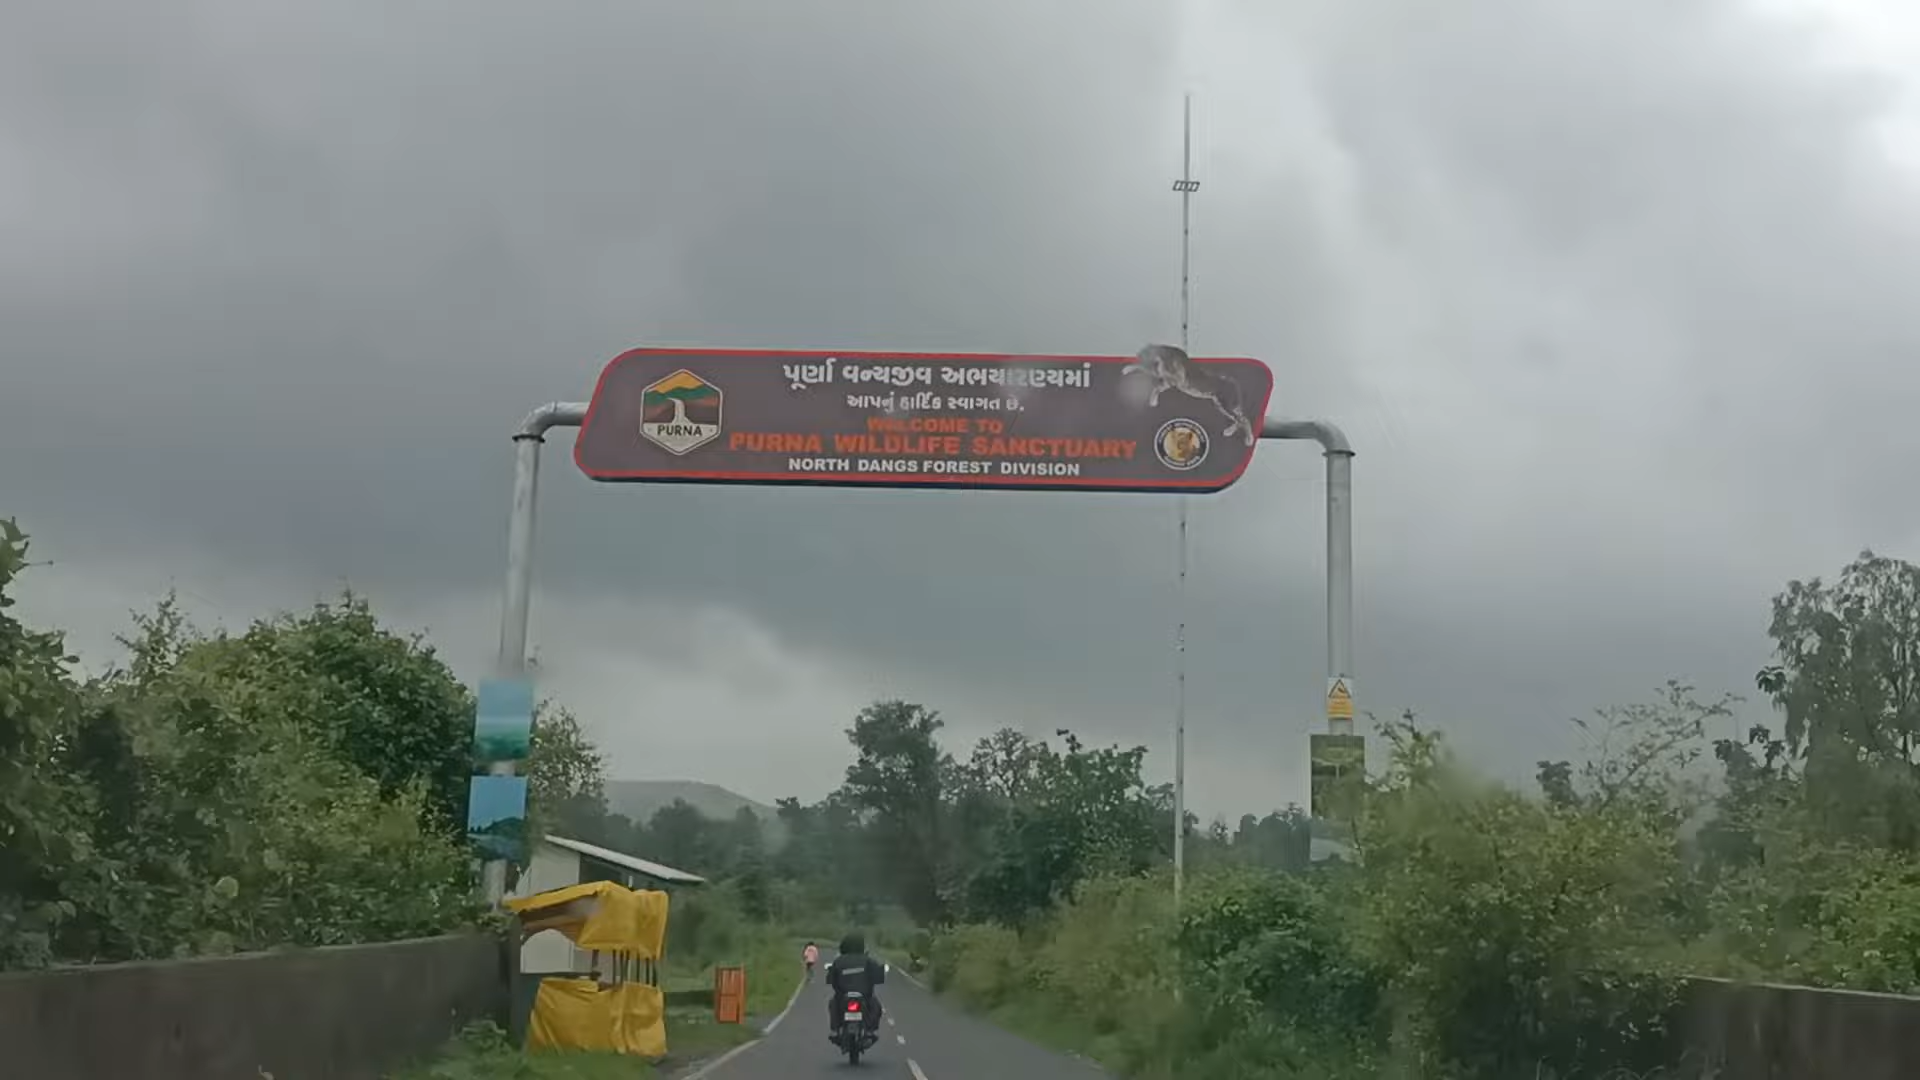 પૂર્ણા વન્યજીવ અભયારણ્યમાં
આપનું હાર્દિક સ્વાગત છે.
WELCOME TO
PURNA WILDLIFE SANCTUARY
NORTH DANGS FOREST DIVISION
PURNA